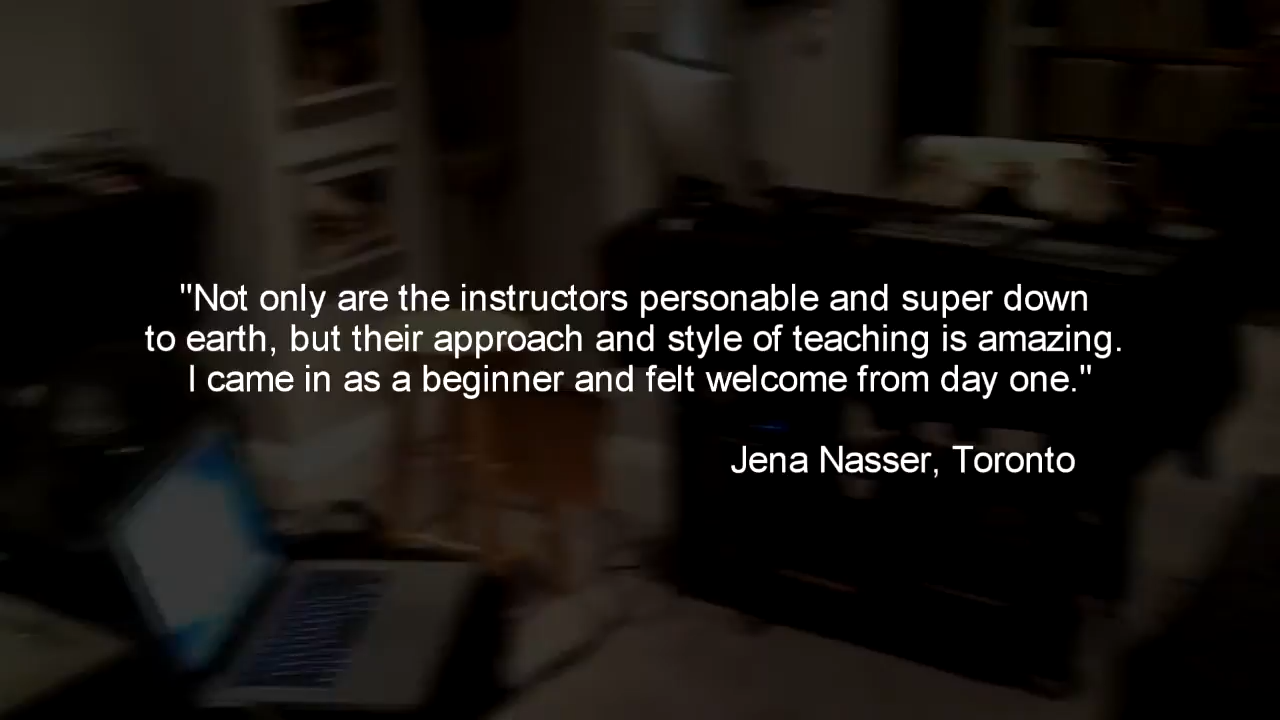 "Not only are the instructors personable and super down
to earth, but their approach and style of teaching is amazing.
I came in as a beginner and felt welcome from day one."
Jena Nasser, Toronto